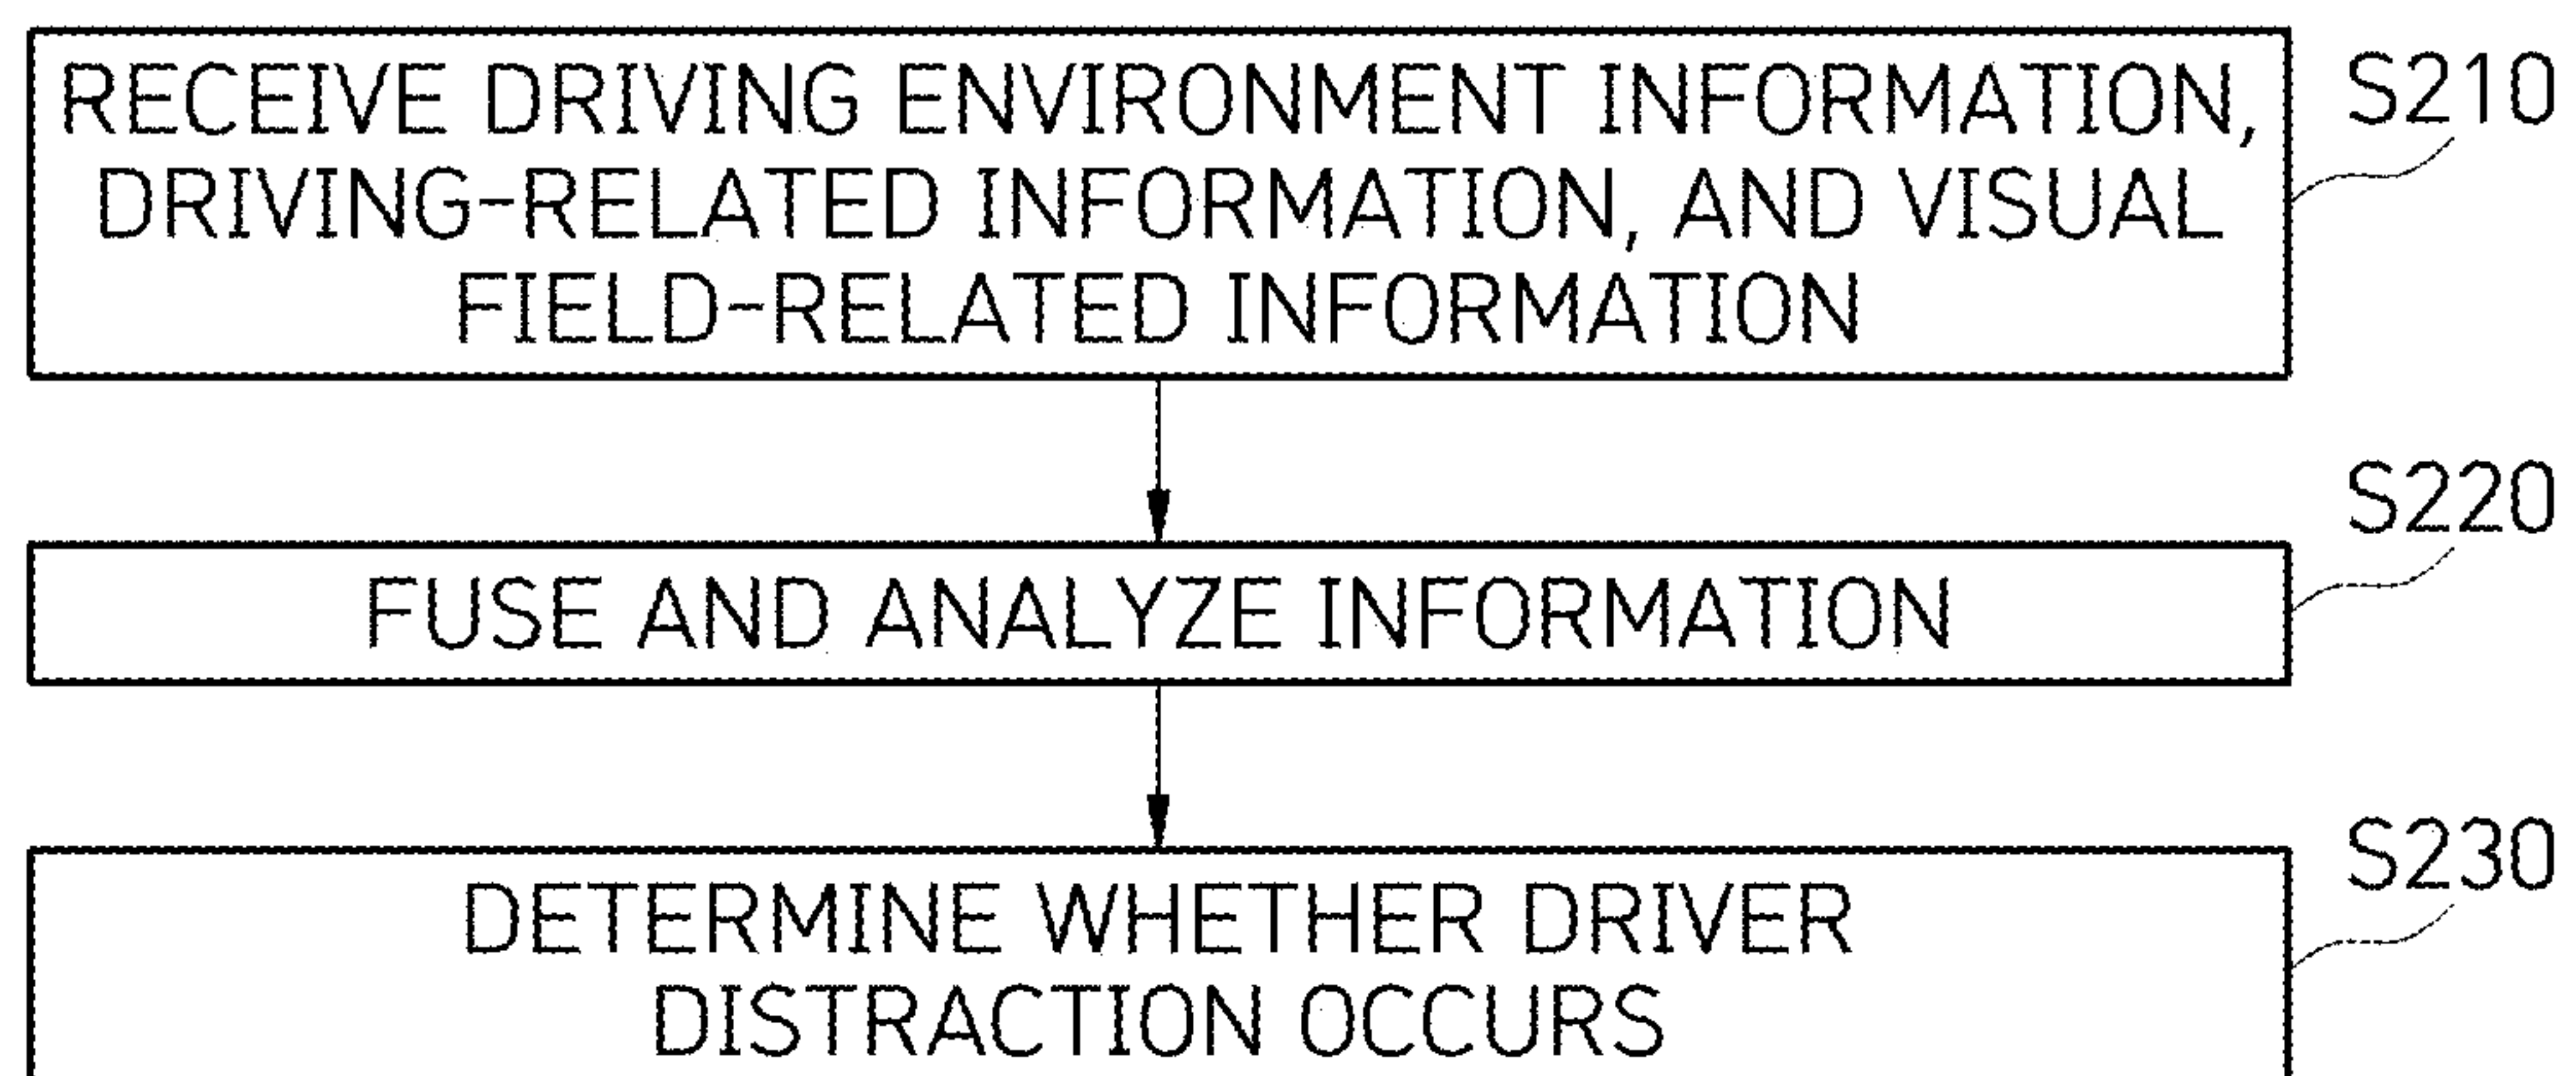 RECEIVE DRIVING ENVIRONMENT INFORMATION,
DRIVING-RELATED INFORMATION, AND VISUAL
FIELD-RELATED INFORMATION
S210
FUSE AND ANALYZE INFORMATION
S220
DETERMINE WHETHER DRIVER
DISTRACTION OCCURS
S230